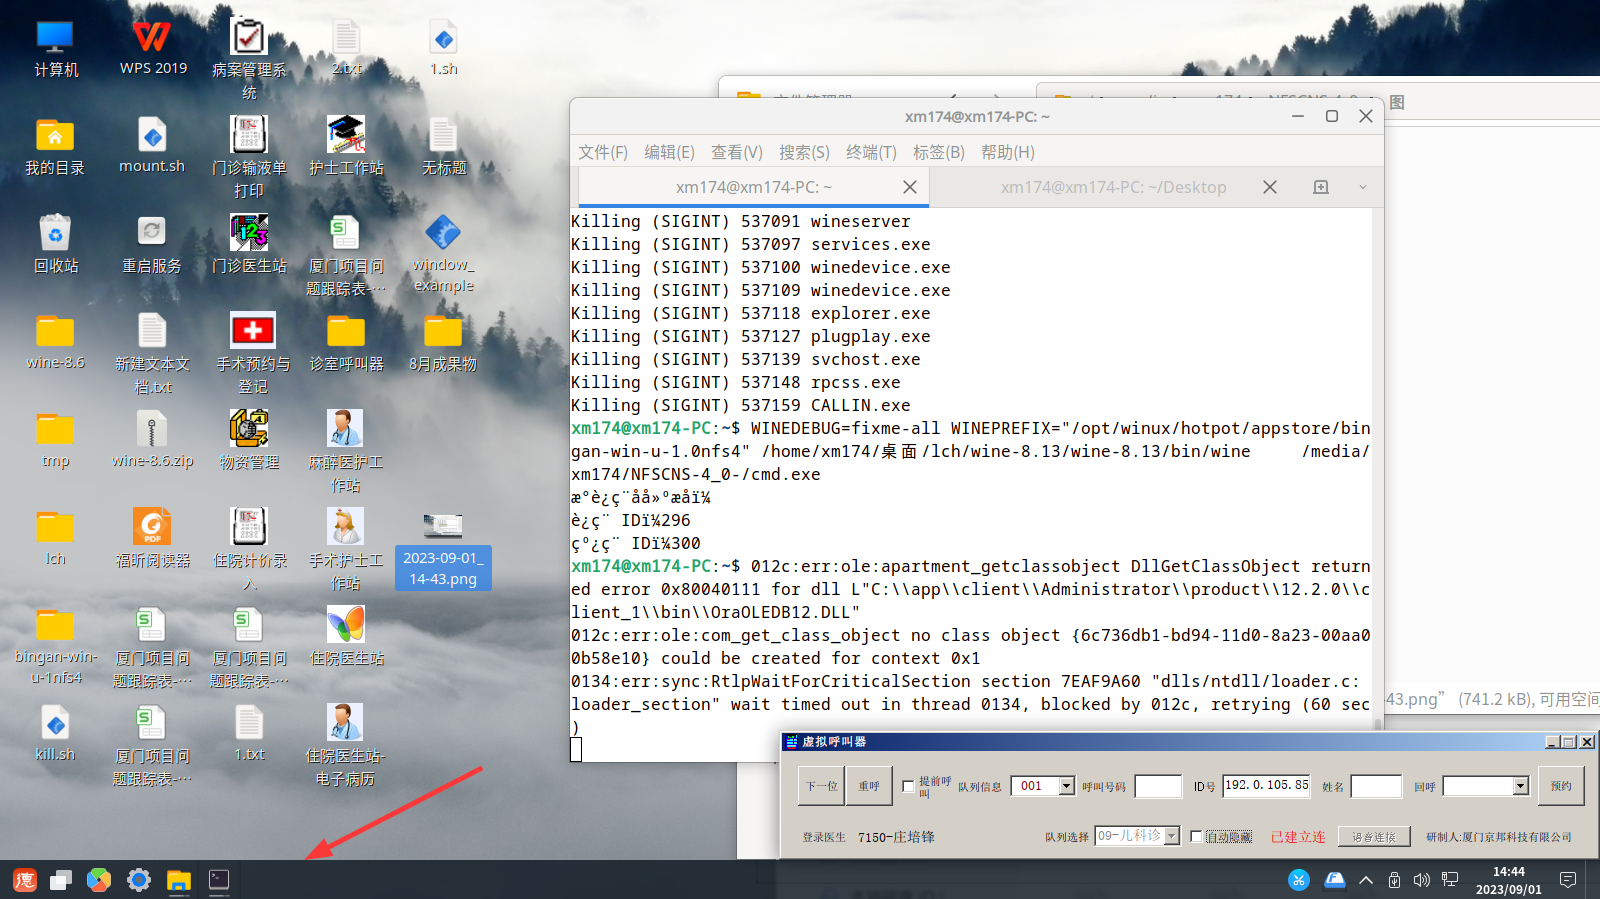 计算机
WPS 2019
病案管理系
统
2.txt
1.sh
我的目录
mount.sh
门诊输液单
打印
护士工作站
无标题
回收站
重启服务
门诊医生站
厦门项目问
题跟踪表-…
window_
example
wine-8.6
新建文本文
档.txt
手术预约与
登记
诊室呼叫器
8月成果物
tmp
wine-8.6.zip
物资管理
麻醉医护工
作站
lch
福昕阅读器
住院计价录
入
手术护士工
作站
2023-09-01_
14-43.png
bingan-win-
u-1nfs4
厦门项目问
题跟踪表-…
厦门项目问
题跟踪表-…
住院医生站
kill.sh
厦门项目问
题跟踪表-…
1.txt
住院医生站-
电子病历
图
xm174@xm174-PC: ~
文件(F) 编辑(E) 查看(V) 搜索(S) 终端(T) 标签(B) 帮助(H)
xm174@xm174-PC: ~
xm174@xm174-PC: ~/Desktop
Killing (SIGINT) 537091 wineserver
Killing (SIGINT) 537097 services.exe
Killing (SIGINT) 537100 winedevice.exe
Killing (SIGINT) 537109 winedevice.exe
Killing (SIGINT) 537118 explorer.exe
Killing (SIGINT) 537127 plugplay.exe
Killing (SIGINT) 537139 svchost.exe
Killing (SIGINT) 537148 rpcss.exe
Killing (SIGINT) 537159 CALLIN.exe
xm174@xm174-PC:~$ WINEDEBUG=fixme-all WINEPREFIX="/opt/winux/hotpot/appstore/bin
gan-win-u-1.0nfs4" /home/xm174/桌面/lch/wine-8.13/wine-8.13/bin/wine /media/
xm174/NFSCNS-4_0-/cmd.exe
æ°è¿ç¨åå»ºæåï¼
è¿ç¨ IDï¼296
çº¿ç¨ IDï¼300
xm174@xm174-PC:~$ 012c:err:ole:apartment_getclassobject DllGetClassObject return
ed error 0x80040111 for dll L"C:\\app\\client\\Administrator\\product\\12.2.0\\c
lient_1\\bin\\OraOLEDB12.DLL"
012c:err:ole:com_get_class_object no class object {6c736db1-bd94-11d0-8a23-00aa0
0b58e10} could be created for context 0x1
0134:err:sync:RtlpWaitForCriticalSection section 7EAF9A60 "dlls/ntdll/loader.c:
loader_section" wait timed out in thread 0134, blocked by 012c, retrying (60 sec
)
-43.png” (741.2 kB), 可用空间
虚拟呼叫器
下一位 重呼 提前呼叫 队列信息 001 呼叫号码 ID号 192.0.105.85 姓名 回呼 预约
登录医生 7150-庄培锋 队列选择 09-儿科诊 自动隐藏 已建立连 语音连接 研制人:厦门京邦科技有限公司
德
14:44
2023/09/01